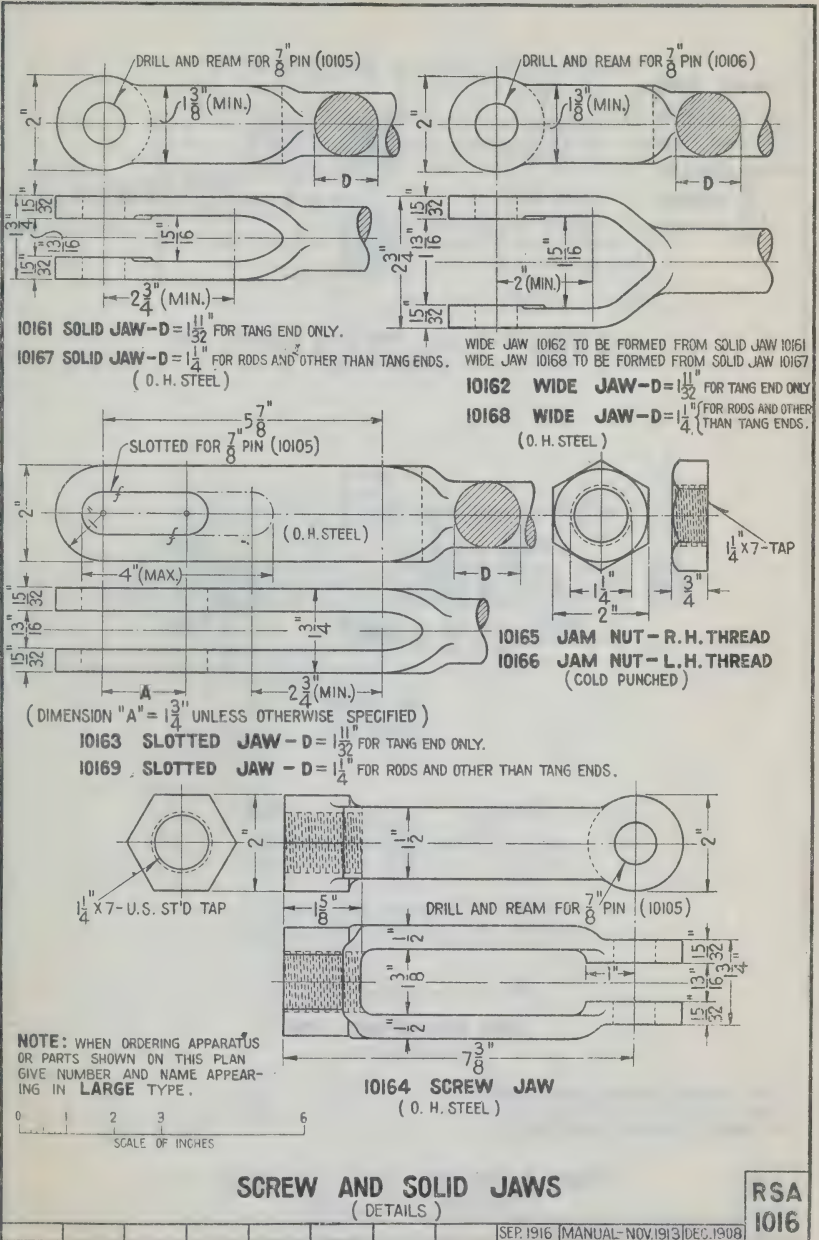 DRILL AND REAM FOR 7/8" PIN (10105)
2"
1 3/8" (MIN.)
D
DRILL AND REAM FOR 7/8" PIN (10106)
2"
1 3/8" (MIN.)
D
15/32"
1 3/4"
13/16"
15/32"
15/16"
2 3/4" (MIN.)
15/32"
2 3/4"
1 13/16"
15/32"
1 15/16"
2" (MIN.)
10161 SOLID JAW-D = 1 11/32" FOR TANG END ONLY.
10167 SOLID JAW-D = 1 1/4" FOR RODS AND OTHER THAN TANG ENDS.
(O. H. STEEL)
WIDE JAW 10162 TO BE FORMED FROM SOLID JAW 10161
WIDE JAW 10168 TO BE FORMED FROM SOLID JAW 10167
10162 WIDE JAW-D = 1 11/32" FOR TANG END ONLY
10168 WIDE JAW-D = 1 1/4" { FOR RODS AND OTHER
THAN TANG ENDS.
(O. H. STEEL)
5 7/8"
SLOTTED FOR 7/8" PIN (10105)
2"
1"
f
f
(O. H. STEEL)
4" (MAX.)
D
1 1/4"
2"
3/4"
1 1/4" X 7-TAP
10165 JAM NUT-R.H. THREAD
10166 JAM NUT-L.H. THREAD
(COLD PUNCHED)
15/32"
13/16"
15/32"
1 3/4"
A
2 3/4" (MIN.)
(DIMENSION "A" = 1 3/4" UNLESS OTHERWISE SPECIFIED)
10163 SLOTTED JAW-D = 1 11/32" FOR TANG END ONLY.
10169 SLOTTED JAW - D = 1 1/4" FOR RODS AND OTHER THAN TANG ENDS.
2"
1 1/4" X 7-U.S. ST'D TAP
1 1/2"
2"
1 5/8"
DRILL AND REAM FOR 7/8" PIN (10105)
1/2"
1 3/8"
1/2"
1"
15/32"
13/16"
15/32"
1 3/4"
7 3/8"
10164 SCREW JAW
(O. H. STEEL)
NOTE: WHEN ORDERING APPARATUS
OR PARTS SHOWN ON THIS PLAN
GIVE NUMBER AND NAME APPEAR-
ING IN LARGE TYPE.
0 1 2 3 6
SCALE OF INCHES
SCREW AND SOLID JAWS
(DETAILS)
RSA
1016
SEP. 1916 MANUAL-NOV. 1913 DEC. 1908